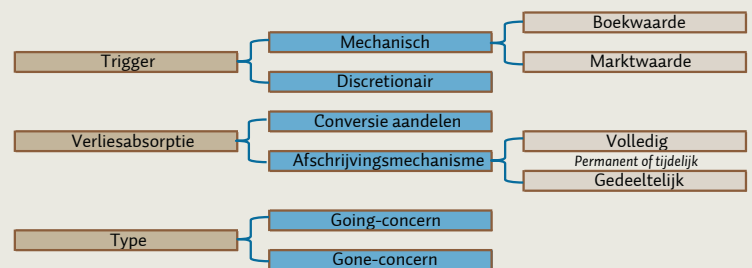 Trigger
Mechanisch
Boekwaarde
Marktwaarde
Discretionair
Verliesabsorptie
Conversie aandelen
Afschrijvingsmechanisme
Volledig
Permanent of tijdelijk
Gedeeltelijk
Type
Going-concern
Gone-concern